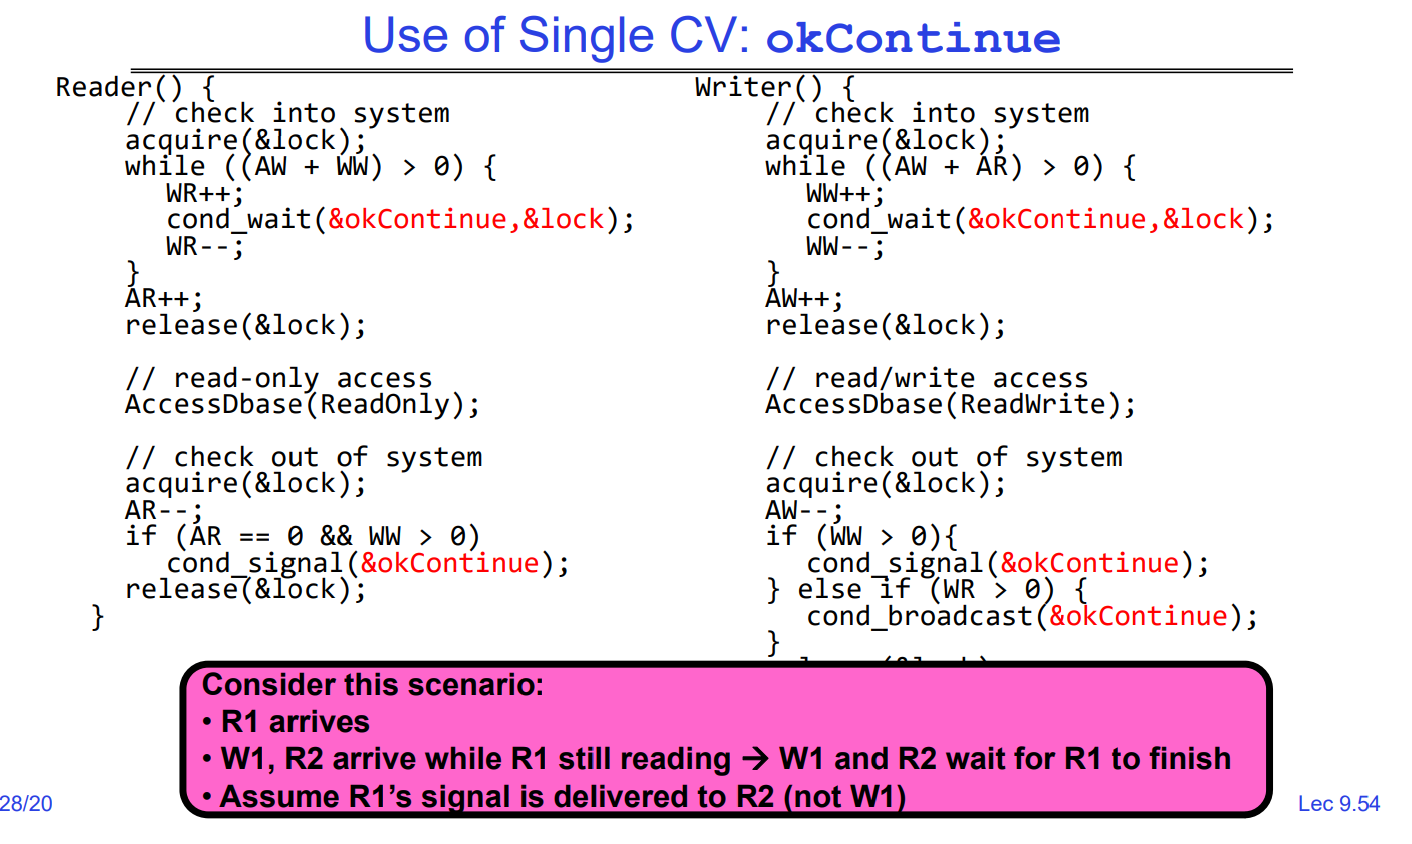 Use of Single CV: okContinue
Reader() {
// check into system
acquire(&lock);
while ((AW + WW) > 0) {
WR++;
cond_wait(&okContinue,&lock);
WR--;
}
AR++;
release(&lock);
// read-only access
AccessDbase(ReadOnly);
// check out of system
acquire(&lock);
AR--;
if (AR == 0 && WW > 0)
cond_signal(&okContinue);
release(&lock);
}
Writer() {
// check into system
acquire(&lock);
while ((AW + AR) > 0) {
WW++;
cond_wait(&okContinue,&lock);
WW--;
}
AW++;
release(&lock);
// read/write access
AccessDbase(ReadWrite);
// check out of system
acquire(&lock);
AW--;
if (WW > 0){
cond_signal(&okContinue);
} else if (WR > 0) {
cond_broadcast(&okContinue);
}
Consider this scenario:
• R1 arrives
• W1, R2 arrive while R1 still reading → W1 and R2 wait for R1 to finish
• Assume R1's signal is delivered to R2 (not W1)
28/20
Lec 9.54